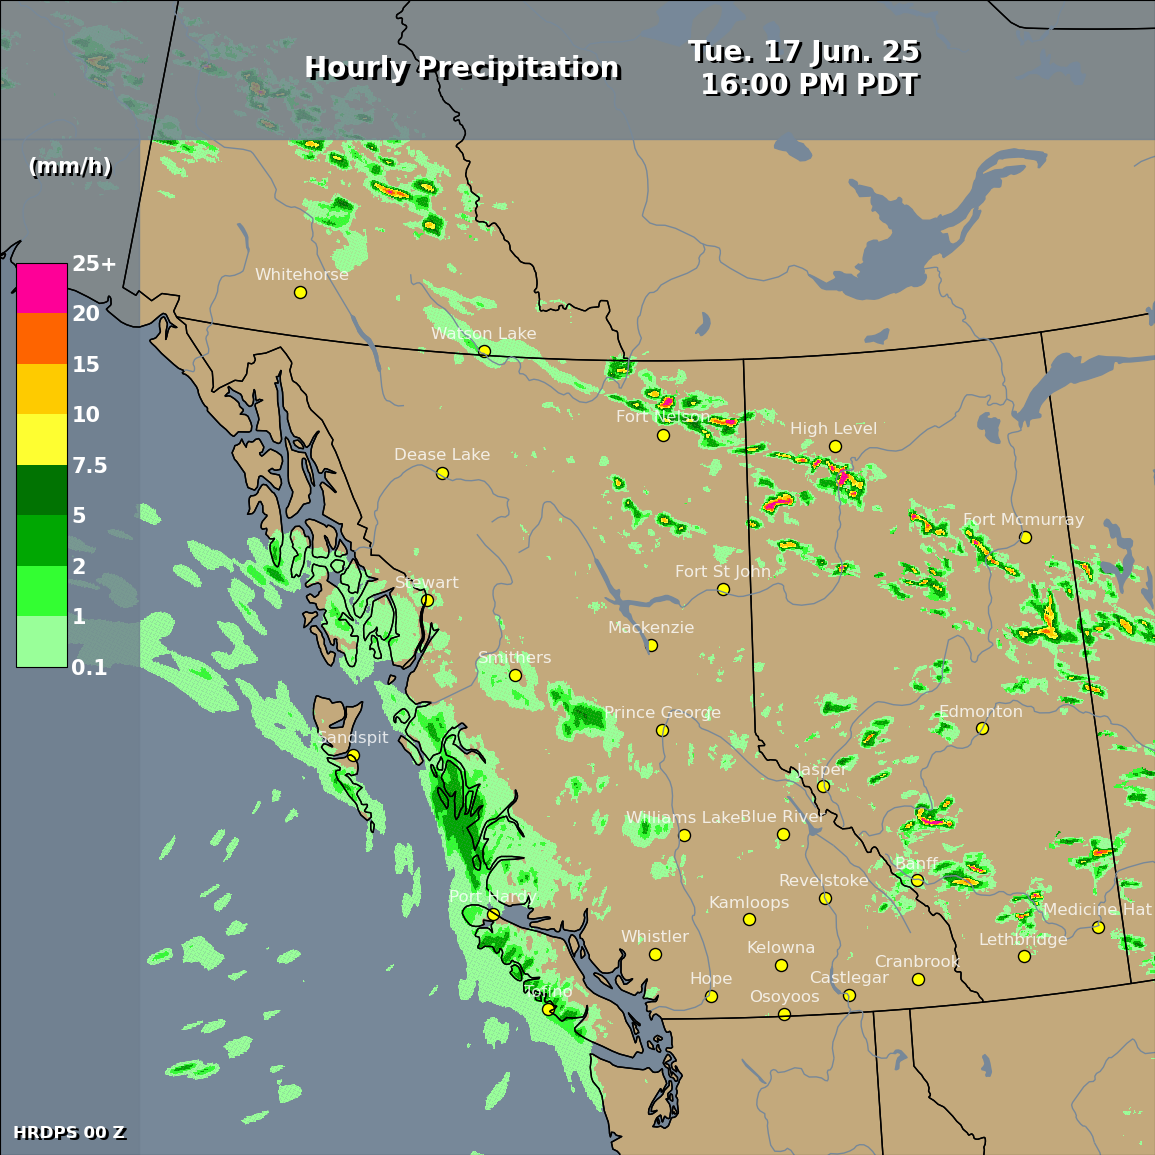 Hourly Precipitation
Tue. 17 Jun. 25
16:00 PM PDT
(mm/h)
25+
20
15
10
7.5
5
2
1
0.1
Whitehorse
Watson Lake
Fort Nelson
High Level
Dease Lake
Fort Mcmurray
Fort St John
Stewart
Mackenzie
Smithers
Prince George
Edmonton
Sandspit
Jasper
Williams Lake
Blue River
Banff
Revelstoke
Port Hardy
Kamloops
Medicine Hat
Whistler
Kelowna
Lethbridge
Cranbrook
Hope
Castlegar
Tofino
Osoyoos
HRDPS 00 Z